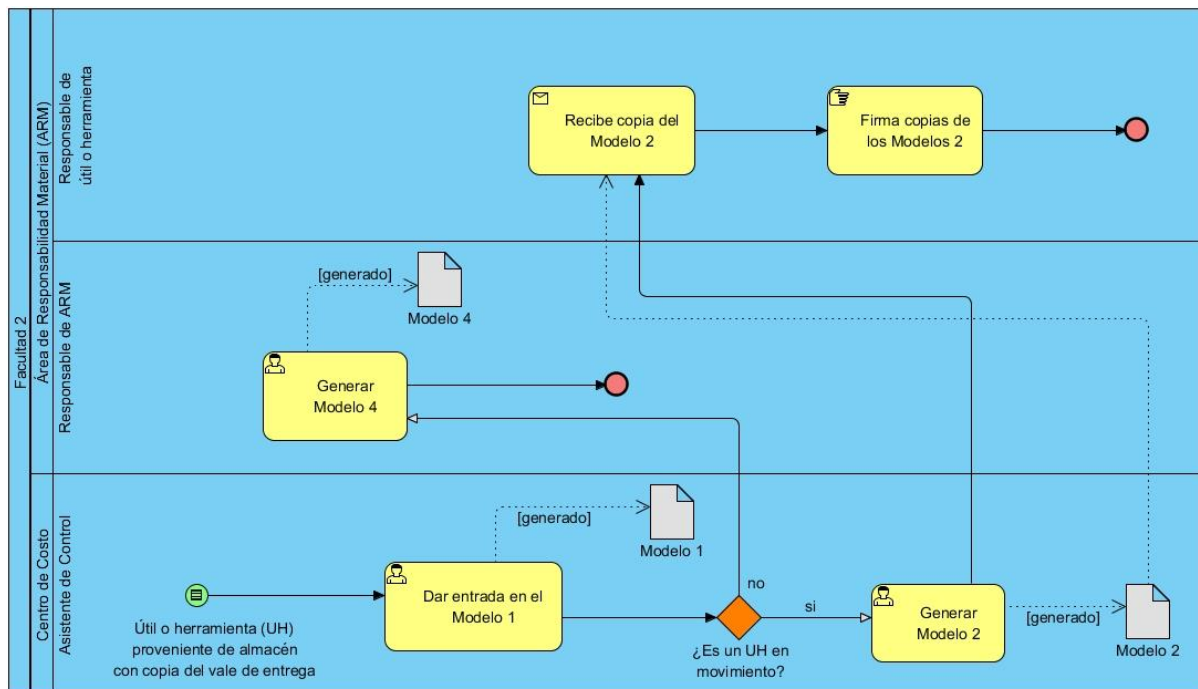 Facultad 2
Área de Responsabilidad Material (ARM)
Responsable de
útil o herramienta
Recibe copia del
Modelo 2
Firma copias de
los Modelos 2
Responsable de ARM
[generado]
Modelo 4
Generar
Modelo 4
Centro de Costo
Asistente de Control
Útil o herramienta (UH)
proveniente de almacén
con copia del vale de entrega
Dar entrada en el
Modelo 1
[generado]
Modelo 1
no
si
¿Es un UH en
movimiento?
Generar
Modelo 2
[generado]
Modelo 2